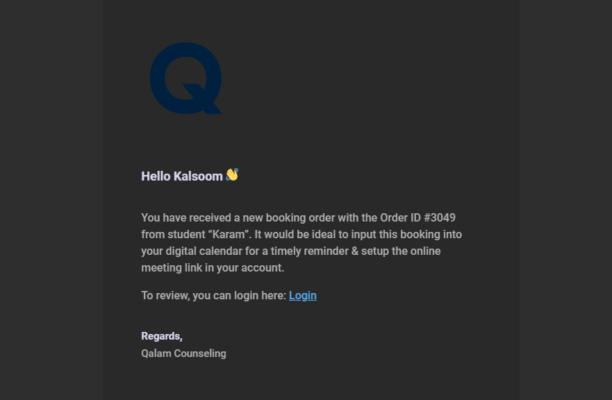 Q
Hello Kalsoom 👋
You have received a new booking order with the Order ID #3049
from student “Karam”. It would be ideal to input this booking into
your digital calendar for a timely reminder & setup the online
meeting link in your account.
To review, you can login here: Login
Regards,
Qalam Counseling